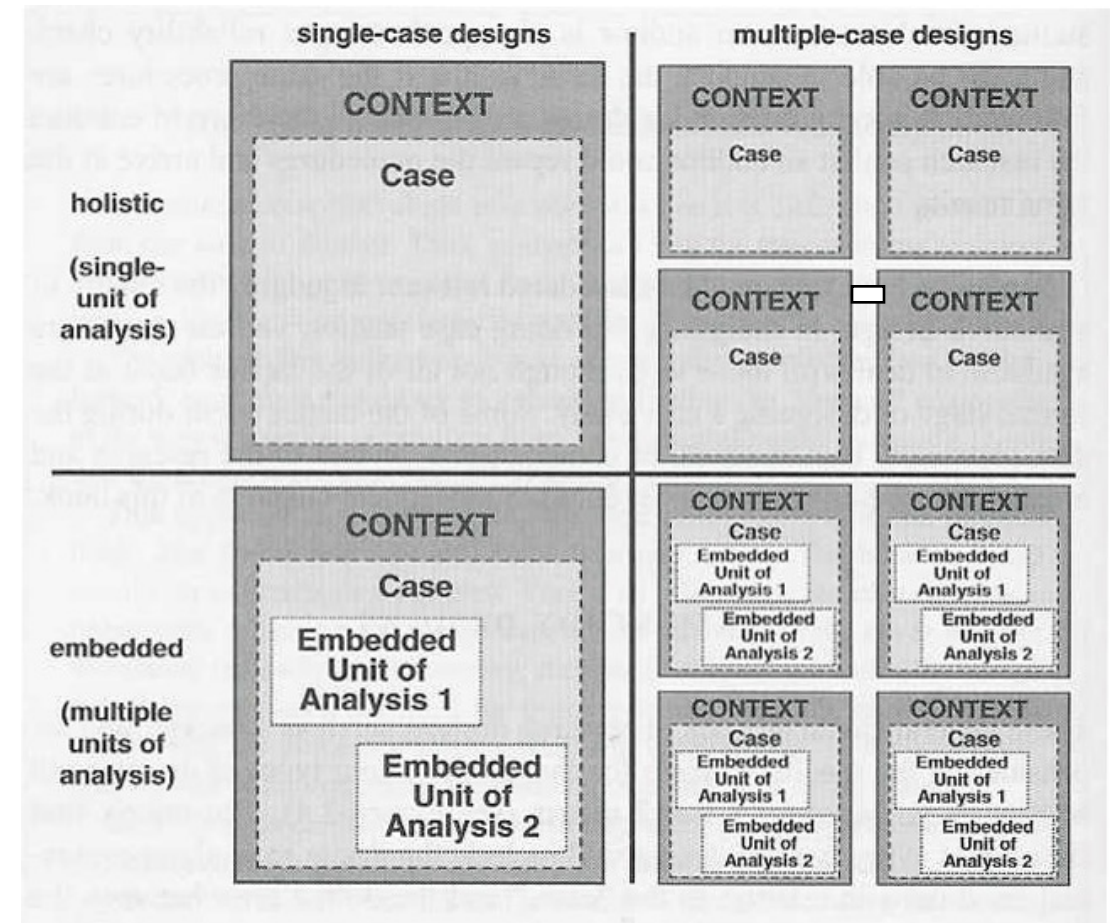 single-case designs
multiple-case designs
holistic
(single-
unit of
analysis)
CONTEXT
Case
CONTEXT
Case
CONTEXT
Case
CONTEXT
Case
CONTEXT
Case
embedded
(multiple
units of
analysis)
CONTEXT
Case
Embedded
Unit of
Analysis 1
Embedded
Unit of
Analysis 2
CONTEXT
Case
Embedded
Unit of
Analysis 1
Embedded
Unit of
Analysis 2
CONTEXT
Case
Embedded
Unit of
Analysis 1
Embedded
Unit of
Analysis 2
CONTEXT
Case
Embedded
Unit of
Analysis 1
Embedded
Unit of
Analysis 2
CONTEXT
Case
Embedded
Unit of
Analysis 1
Embedded
Unit of
Analysis 2